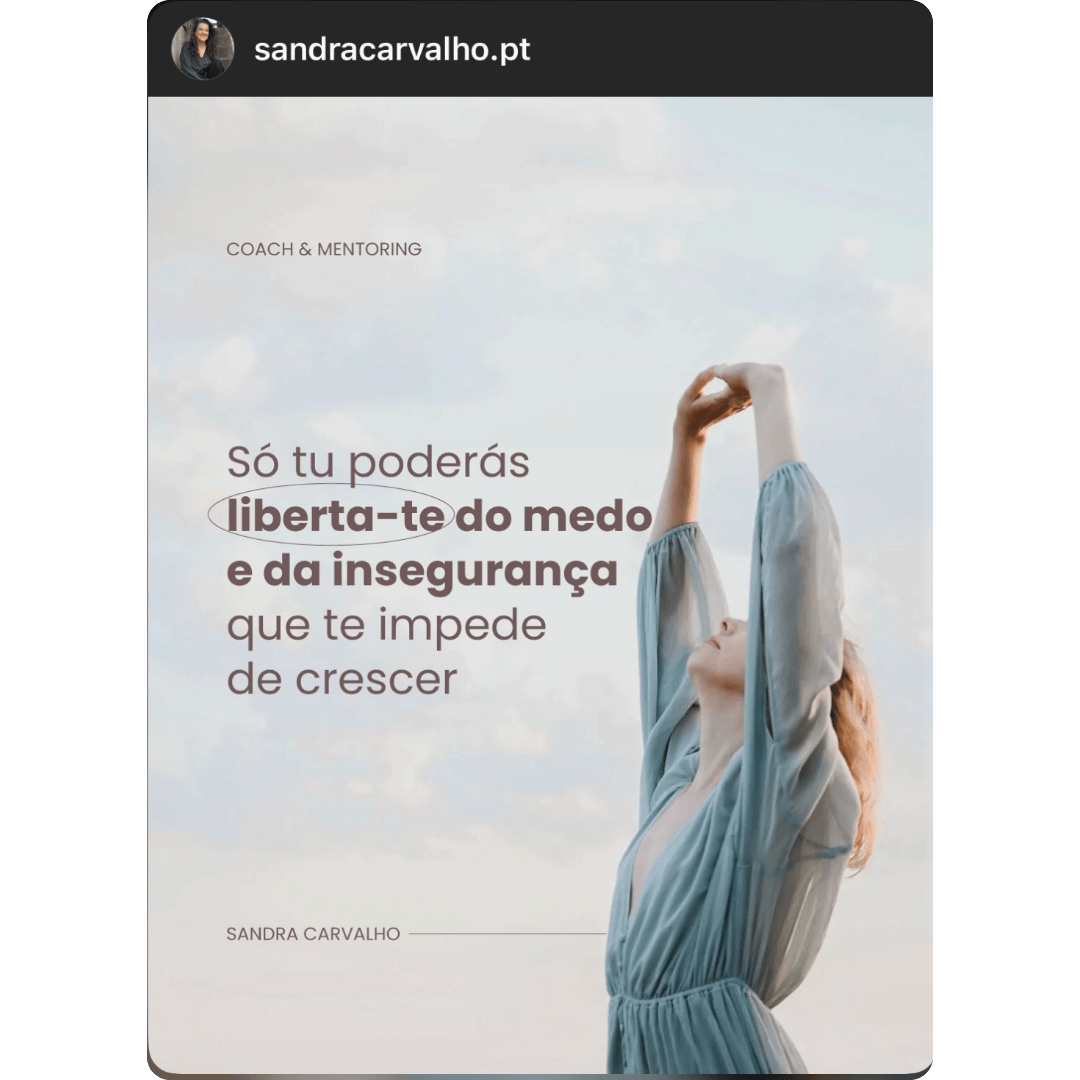 sandracarvalho.pt
COACH & MENTORING
Só tu poderás
liberta-te do medo
e da insegurança
que te impede
de crescer
SANDRA CARVALHO